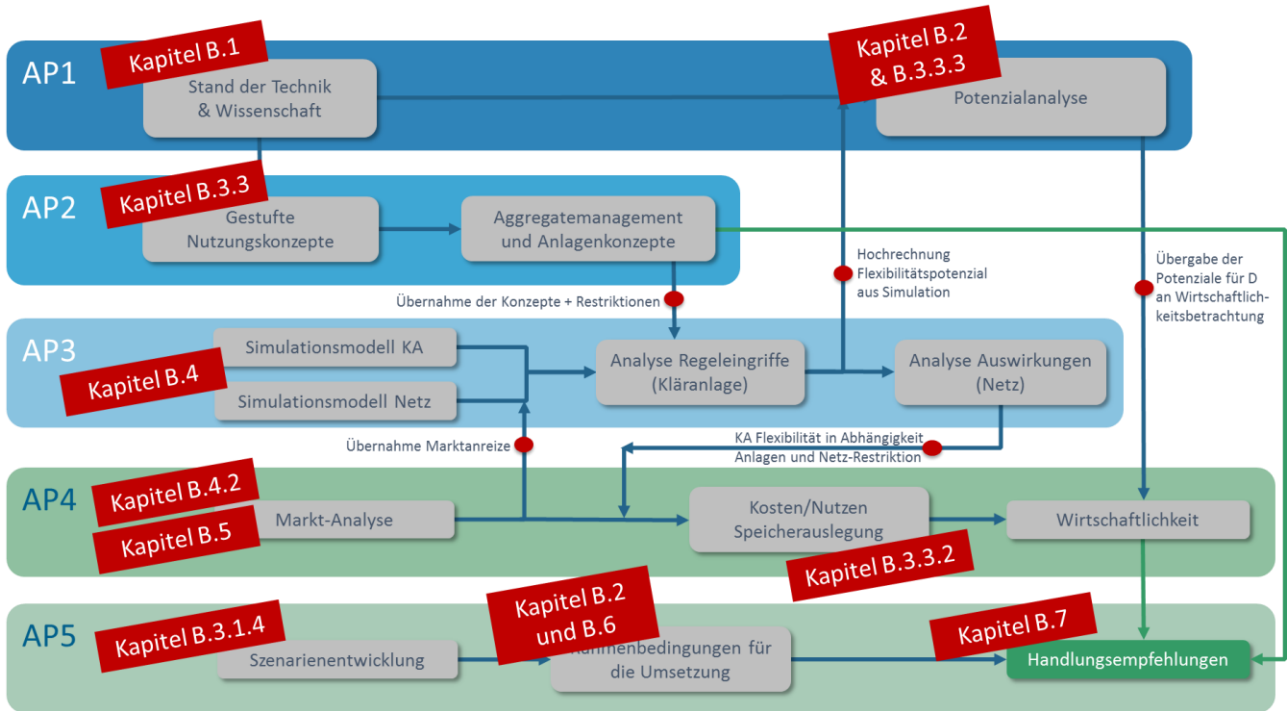 Kapitel B.1
Kapitel B.2
& B.3.3.3
AP1
Stand der Technik
& Wissenschaft
Potenzialanalyse
Kapitel B.3.3
AP2
Gestufte
Nutzungskonzepte
Aggregatemanagement
und Anlagenkonzepte
Hochrechnung
Flexibilitätspotenzial
aus Simulation
Übergabe der
Potenziale für D
an Wirtschaftlich-
keitsbetrachtung
Übernahme der Konzepte + Restriktionen
AP3
Simulationsmodell KA
Kapitel B.4
Simulationsmodell Netz
Analyse Regeleingriffe
(Kläranlage)
Analyse Auswirkungen
(Netz)
Übernahme Marktanreize
KA Flexibilität in Abhängigkeit
Anlagen und Netz-Restriktion
AP4
Kapitel B.4.2
Kapitel B.5
Markt-Analyse
Kosten/Nutzen
Speicherauslegung
Wirtschaftlichkeit
Kapitel B.3.3.2
AP5
Kapitel B.3.1.4
Szenarienentwicklung
Kapitel B.2
und B.6
für
die Umsetzung
Kapitel B.7
Handlungsempfehlungen